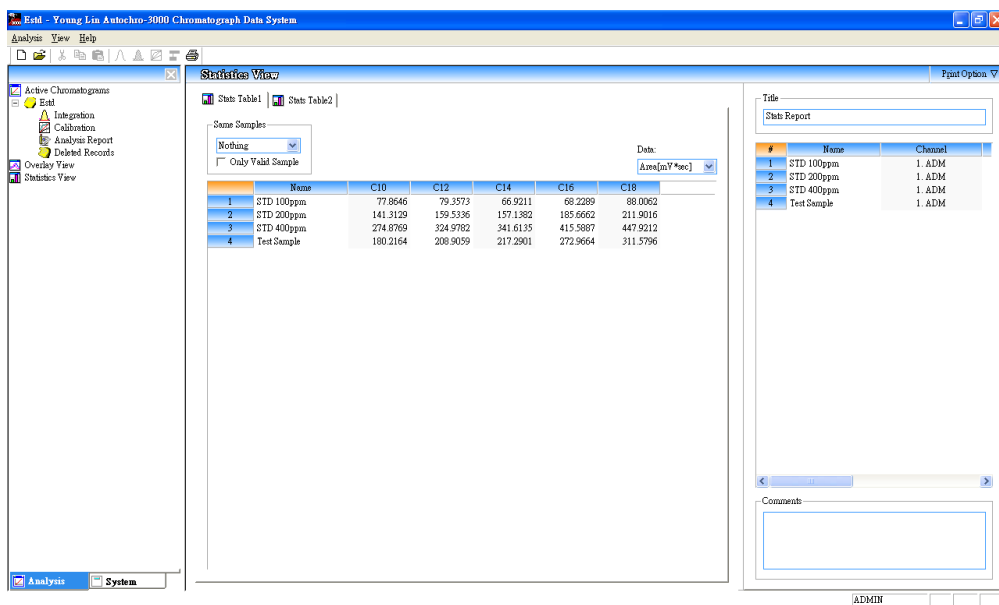 Estd - Young Lin Autochro-3000 Chromatograph Data System
Analysis View Help
Statistics View
Print Option ▽
Active Chromatograms
Estd
Integration
Calibration
Analysis Report
Deleted Records
Overlay View
Statistics View
Stats Table1 Stats Table2
Same Samples
Nothing
Only Valid Sample
Data:
Area[mV*sec]
Name C10 C12 C14 C16 C18
1 STD 100ppm 77.8646 79.3573 66.9211 68.2289 88.0062
2 STD 200ppm 141.3129 159.5336 157.1382 185.6662 211.9016
3 STD 400ppm 274.8769 324.9782 341.6135 415.5887 447.9212
4 Test Sample 180.2164 208.9059 217.2901 272.9664 311.5796
Title
Stats Report
# Name Channel
1 STD 100ppm 1. ADM
2 STD 200ppm 1. ADM
3 STD 400ppm 1. ADM
4 Test Sample 1. ADM
Comments
Analysis System
ADMIN